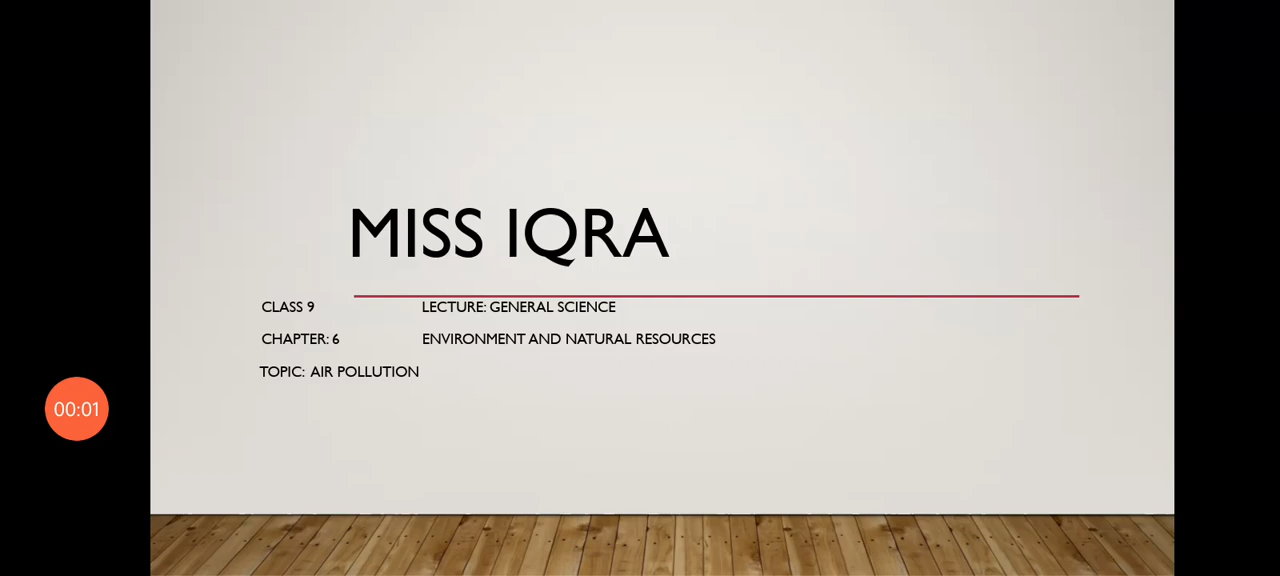 MISS IQRA
CLASS 9 LECTURE: GENERAL SCIENCE
CHAPTER: 6 ENVIRONMENT AND NATURAL RESOURCES
TOPIC: AIR POLLUTION
00:01